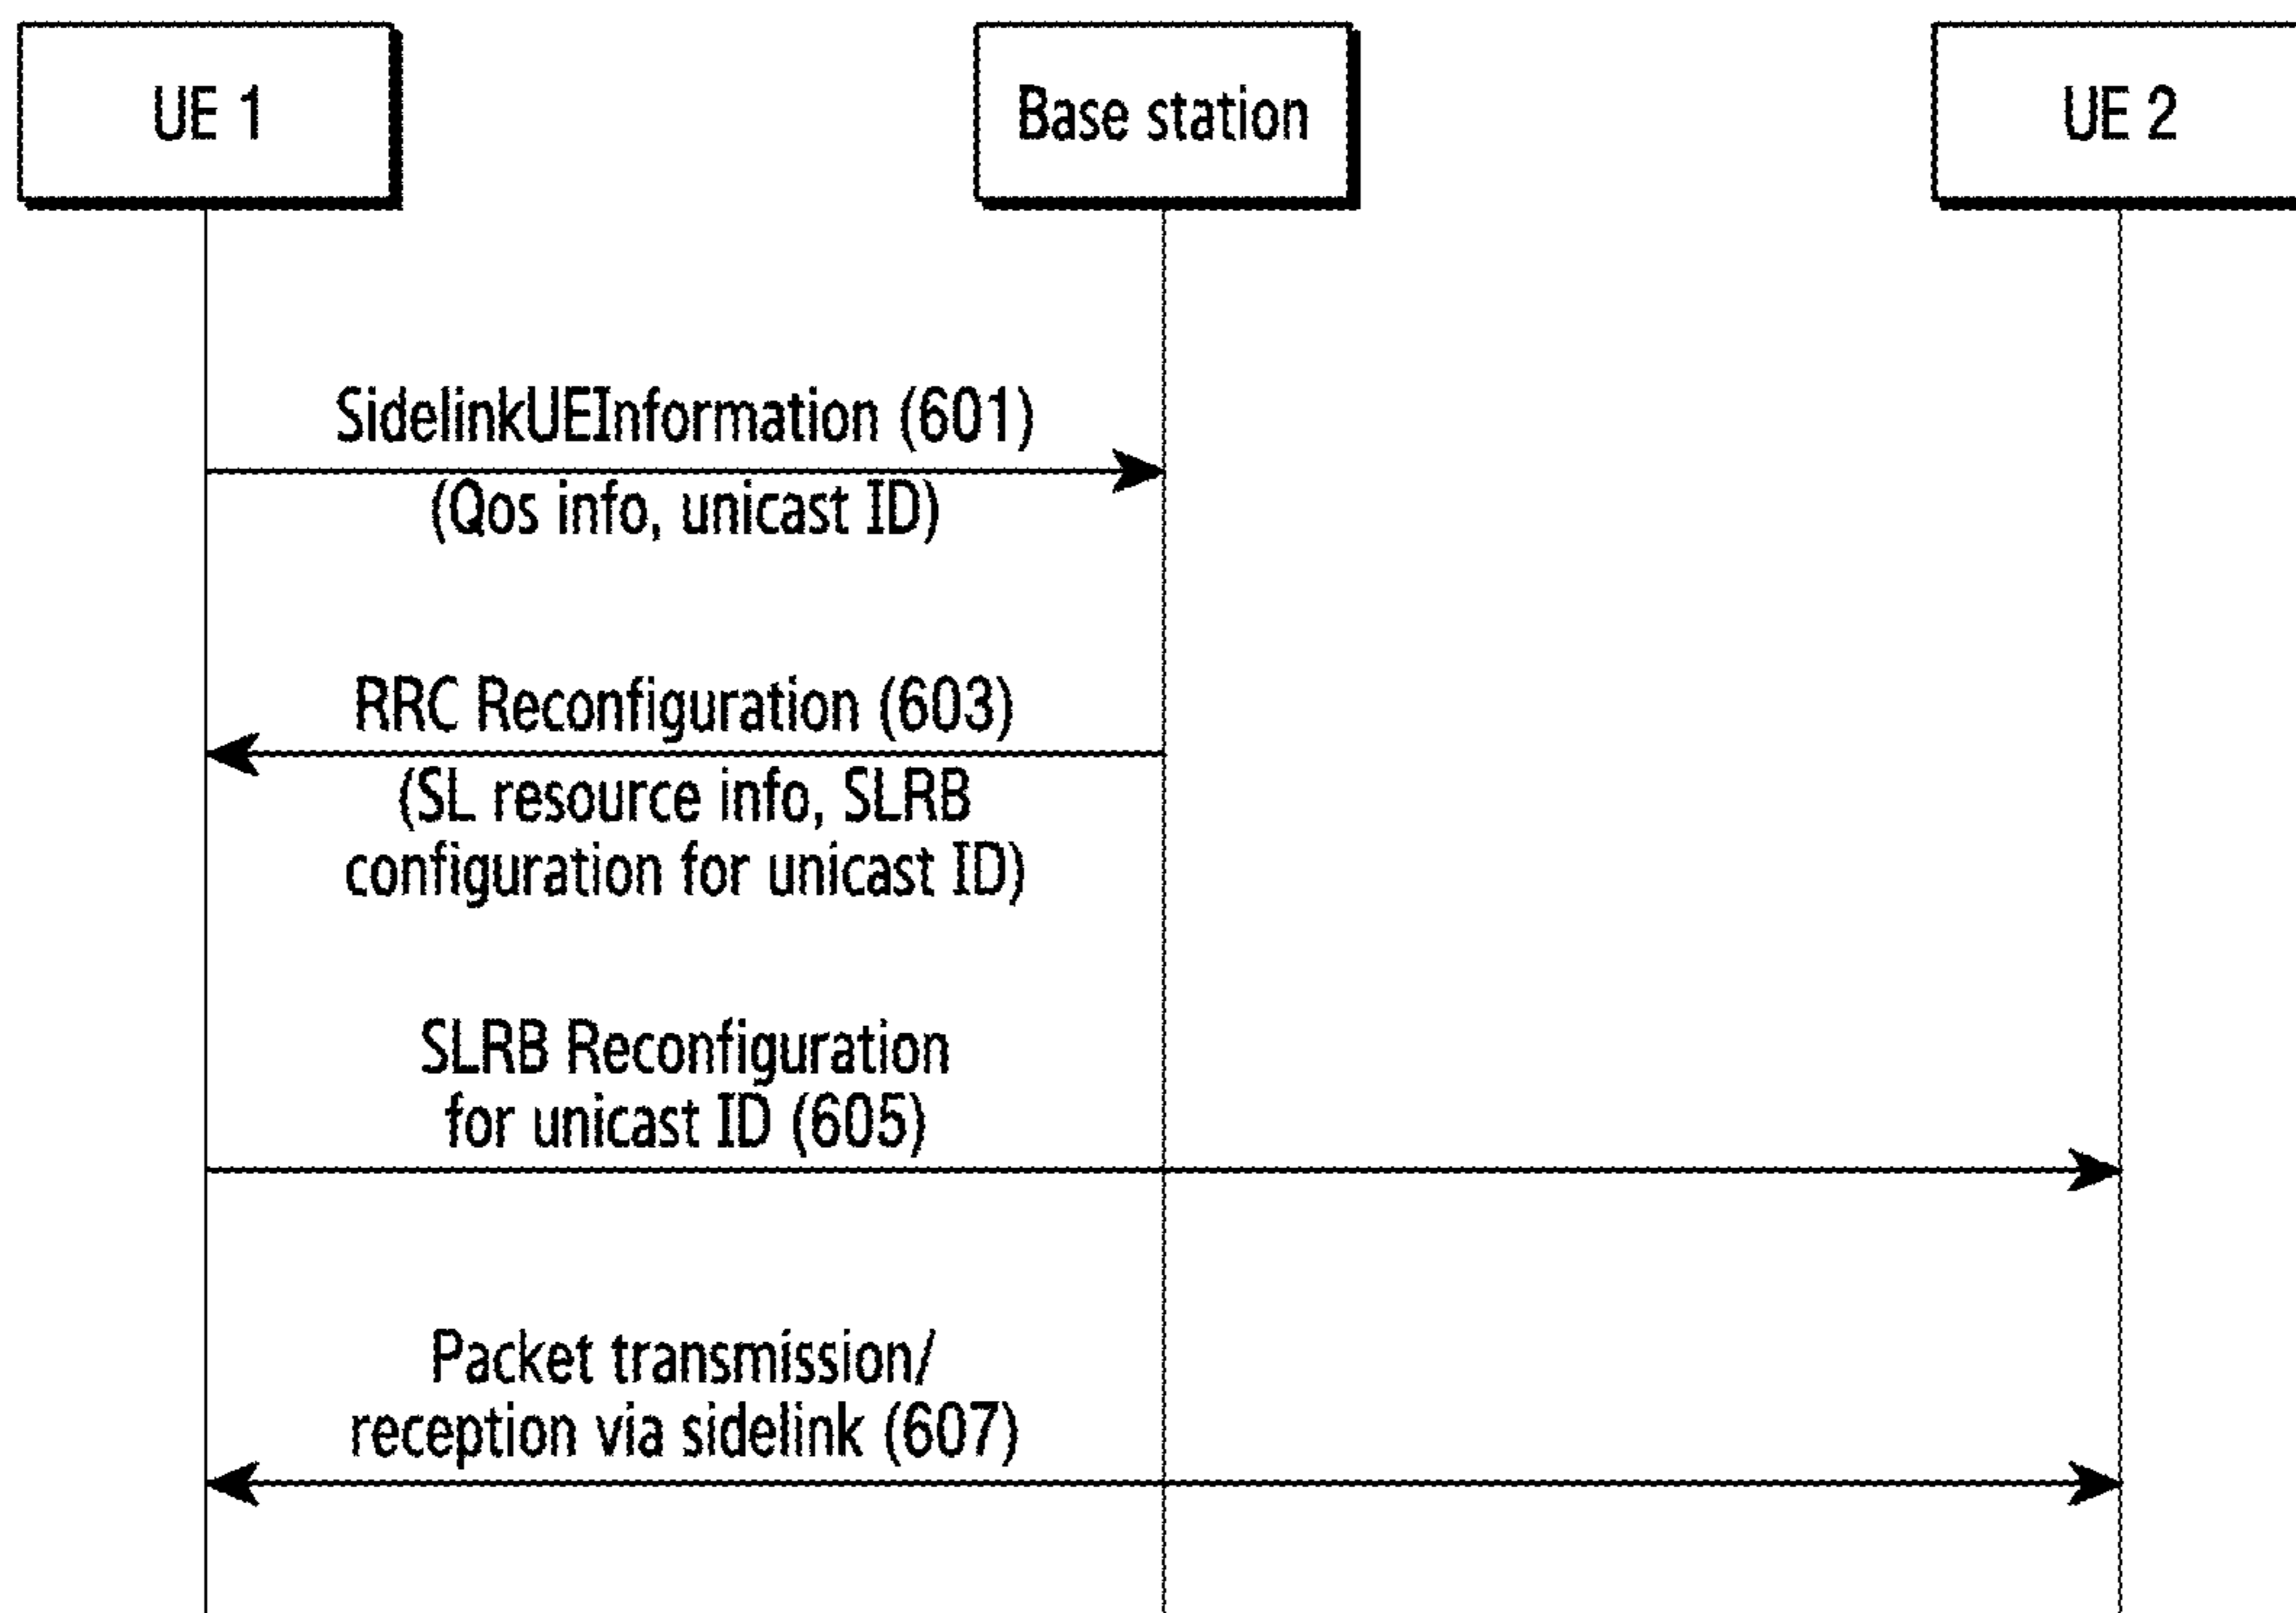 UE 1
Base station
UE 2
SidelinkUEInformation (601)
(Qos info, unicast ID)
RRC Reconfiguration (603)
(SL resource info, SLRB
configuration for unicast ID)
SLRB Reconfiguration
for unicast ID (605)
Packet transmission/
reception via sidelink (607)